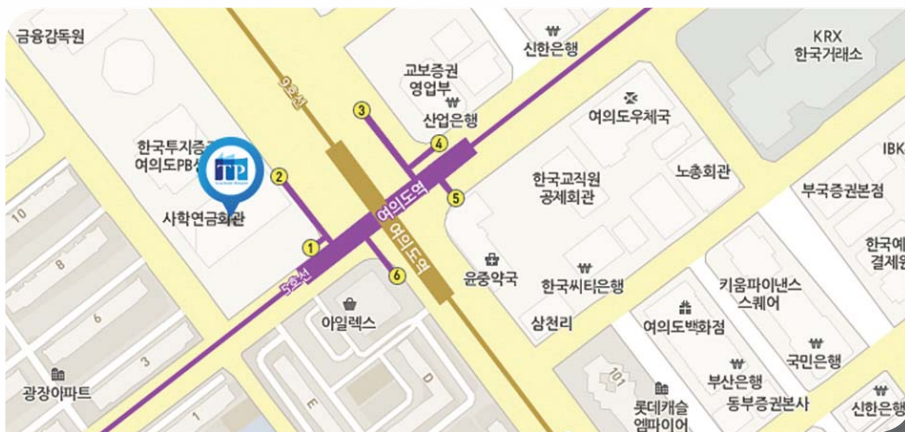 금융감독원
9호선
신한은행
KRX
한국거래소
교보증권
영업부
산업은행
여의도우체국
3
4
한국투자증
여의도PB
TP
2
5
사학연금회관
한국교직원
공제회관
노총회관
IBK
부국증권본점
여의도역
여의도역
1
6
5호선
윤중약국
한국씨티은행
한국예
결제원
키움파이낸스
스퀘어
10
8
6
3
1
아일렉스
삼천리
여의도백화점
국민은행
광장아파트
E
D
101
롯데캐슬
엠파이어
부산은행
동부증권본사
신한은행